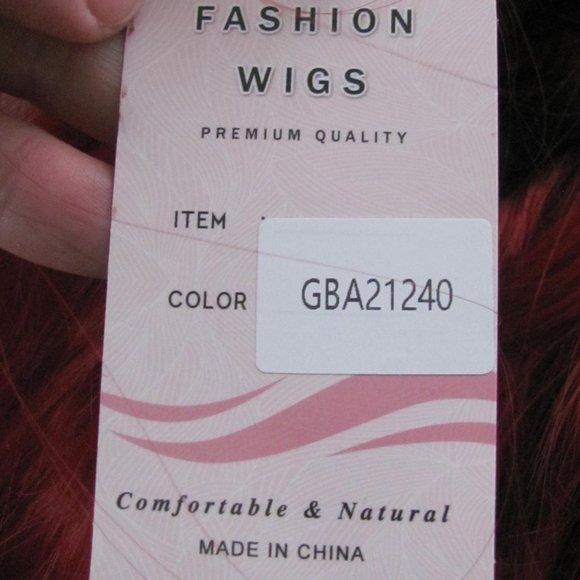 FASHION
WIGS
PREMIUM QUALITY
ITEM
COLOR
GBA21240
Comfortable & Natural
MADE IN CHINA